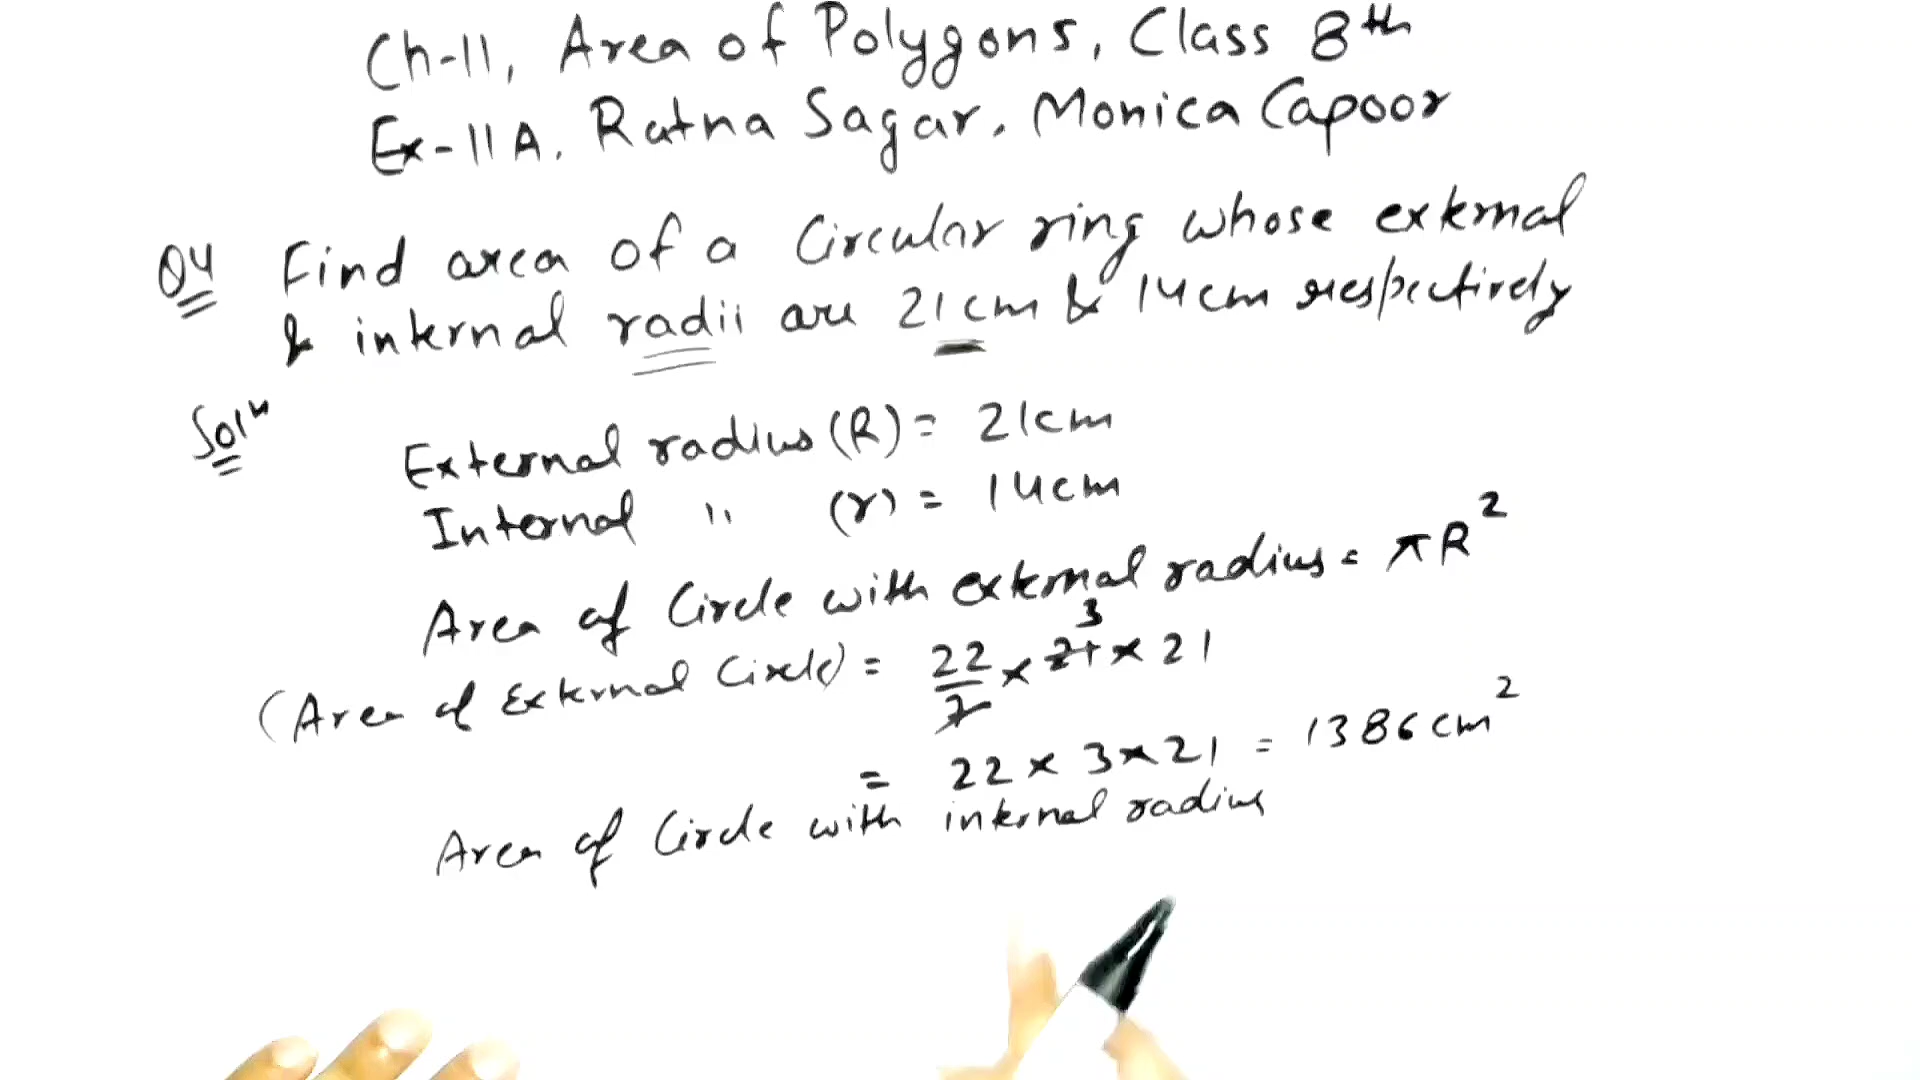 Ch-11, Area of Polygons, Class 8th
Ex-11A, Ratna Sagar, Monica Capoor
Q4 Find area of a Circular ring whose external
& internal radii are 21cm & 14cm respectively
Solⁿ
External radius (R) = 21cm
Internal " (r) = 14cm
Area of Circle with external radius = πR²
(Area of External Circle) = 22/7 × 21 3 × 21
= 22 × 3 × 21 = 1386 cm²
Area of Circle with internal radius